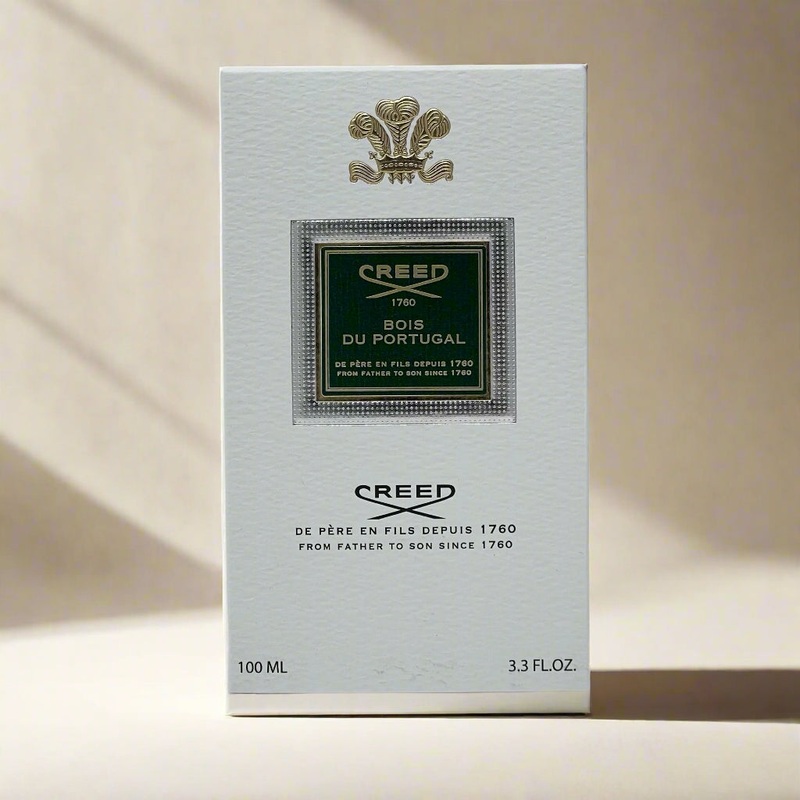 CREED
1760
BOIS
DU PORTUGAL
DE PÈRE EN FILS DEPUIS 1760
FROM FATHER TO SON SINCE 1760
CREED
DE PÈRE EN FILS DEPUIS 1760
FROM FATHER TO SON SINCE 1760
100 ML
3.3 FL.OZ.